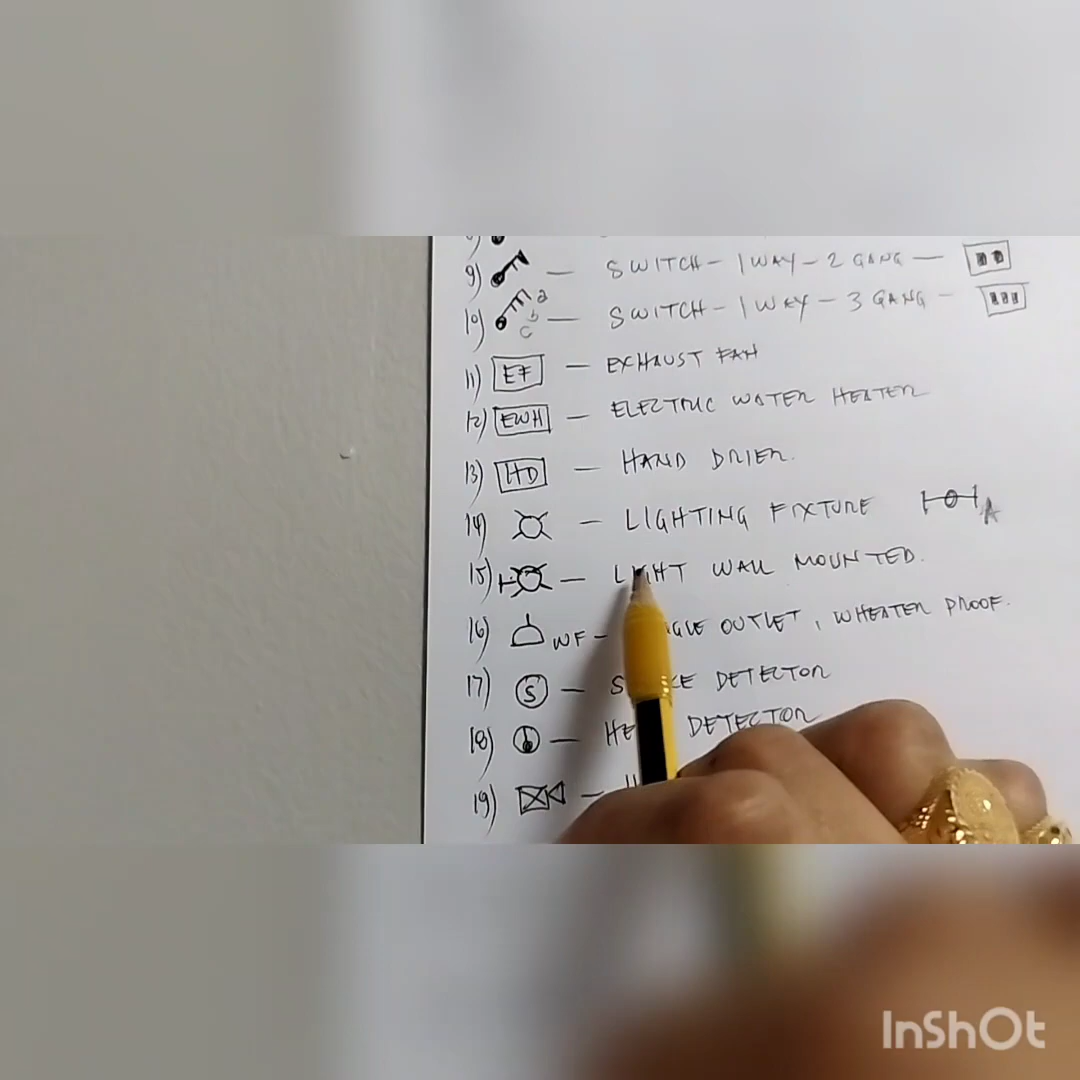 9) — SWITCH - 1 WAY - 2 GANG —
10) a b c — SWITCH - 1 WAY - 3 GANG -
11) EF — EXHAUST FAN
12) EWH — ELECTRIC WATER HEATER
13) HD — HAND DRIER.
14) — LIGHTING FIXTURE A
15) — LIGHT WALL MOUNTED.
16) WF - OUTLET, WHEATER PROOF.
17) S — DETECTOR
18) — DETECTOR
19) —
InShOt